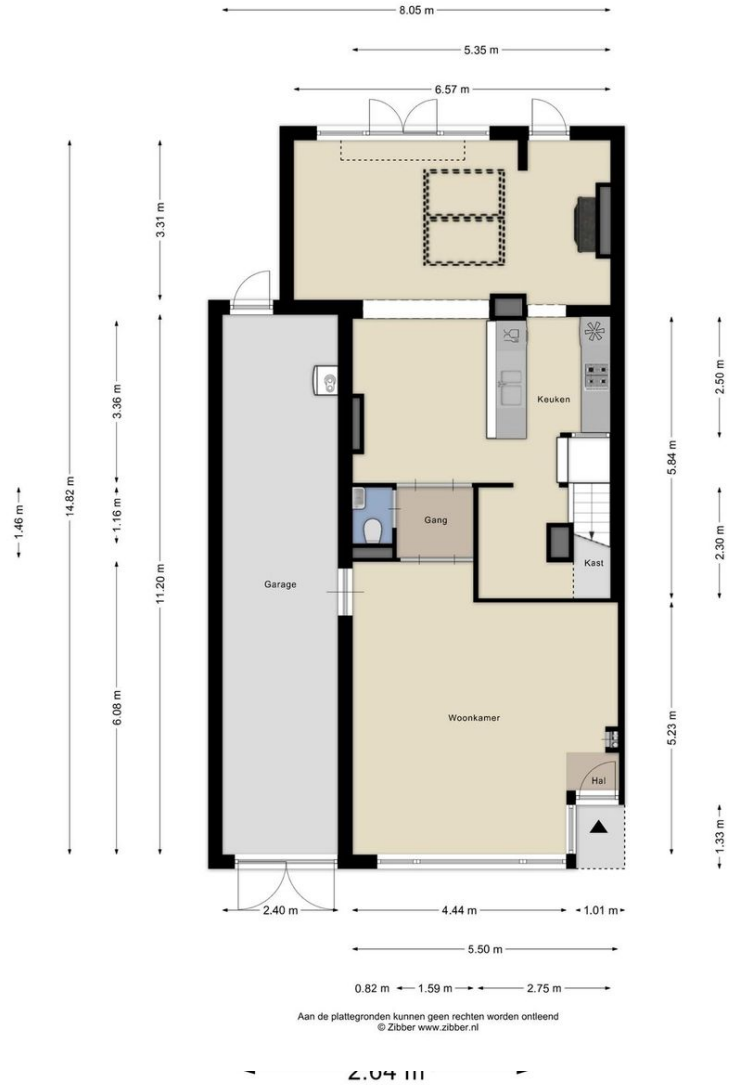 8.05 m
5.35 m
6.57 m
3.31 m
3.36 m
2.50 m
Keuken
5.84 m
14.82 m
1.46 m
1.16 m
11.20 m
Gang
2.30 m
Kast
Garage
6.08 m
Woonkamer
5.23 m
Hal
1.33 m
2.40 m
4.44 m
1.01 m
5.50 m
0.82 m
1.59 m
2.75 m
Aan de plattegronden kunnen geen rechten worden ontleend
© Zibber www.zibber.nl
2.64 m